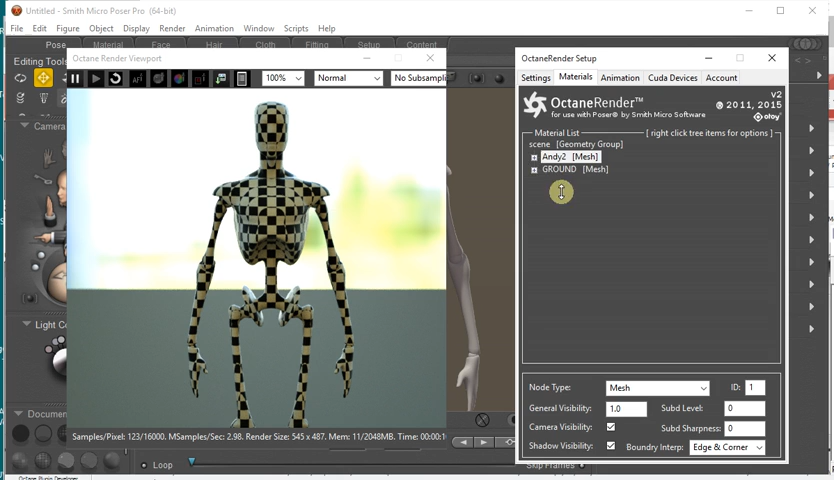 Untitled - Smith Micro Poser Pro (64-bit)
File Edit Figure Object Display Render Animation Window Scripts Help
Pose Material Face Hair Cloth Fitting Setup Content
Editing Tools
Octane Render Viewport
100% Normal No Subsampli
Camera
Light Co
Documen
Samples/Pixel: 123/16000. MSamples/Sec: 2.98. Render Size: 545 x 487. Mem: 11/2048MB. Time: 00:00:1
Loop
Skip Frames
Octane Plugin Developer
OctaneRender Setup
Settings Materials Animation Cuda Devices Account
OctaneRender™ v2
© 2011, 2015
for use with Poser® by Smith Micro Software otoy
Material List [ right click tree items for options ]
scene [Geometry Group]
Andy2 [Mesh]
GROUND [Mesh]
Node Type: Mesh ID: 1
General Visibility: 1.0 Subd Level: 0
Camera Visibility: Subd Sharpness: 0
Shadow Visibility: Boundry Interp: Edge & Corner